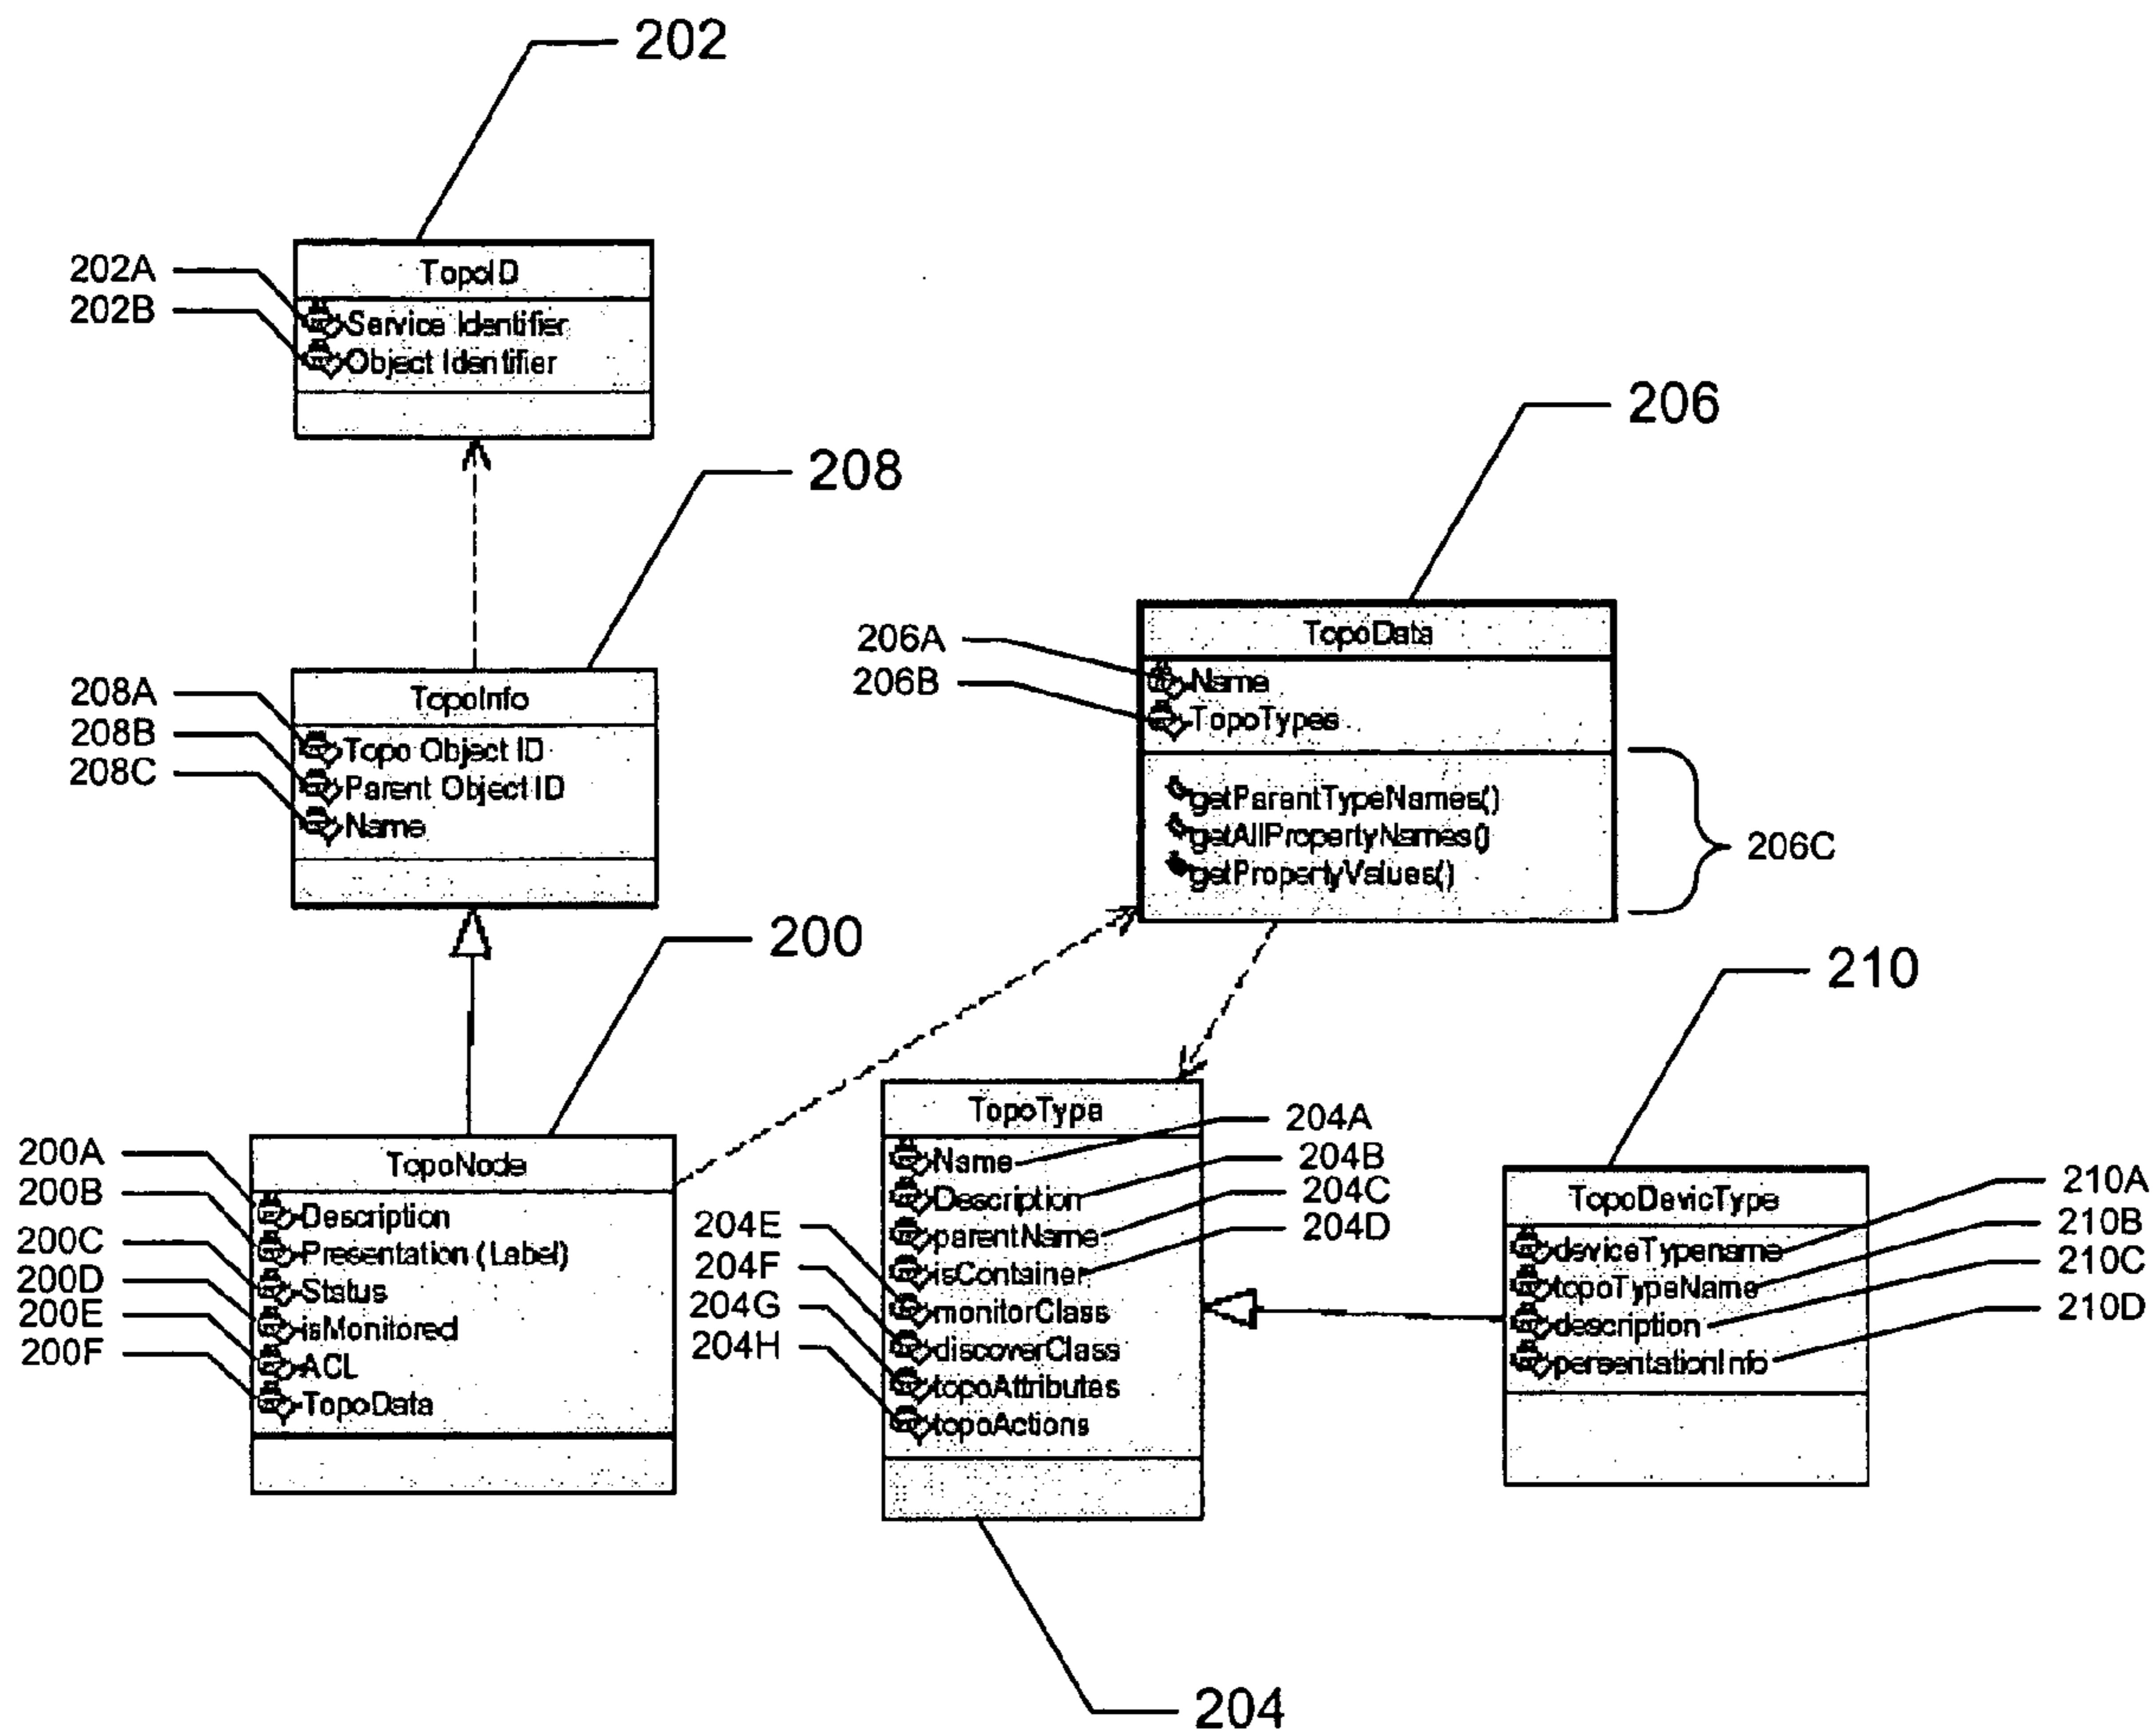 202
TopoID
202A
202B
Service Identifier
Object Identifier
208
TopoInfo
208A
208B
208C
Topo Object ID
Parent Object ID
Name
206
TopoData
206A
206B
Name
TopoTypes
getParentTypeNames()
getAllPropertyNames()
getPropertyValues()
206C
200
TopoNode
200A
200B
200C
200D
200E
200F
Description
Presentation (Label)
Status
isMonitored
ACL
TopoData
TopoType
204A
204B
204C
204D
204E
204F
204G
204H
Name
Description
parentName
isContainer
monitorClass
discoverClass
topoAttributes
topoActions
204
210
TopoDevicType
210A
210B
210C
210D
deviceTypename
topoTypeName
description
persentationInfo